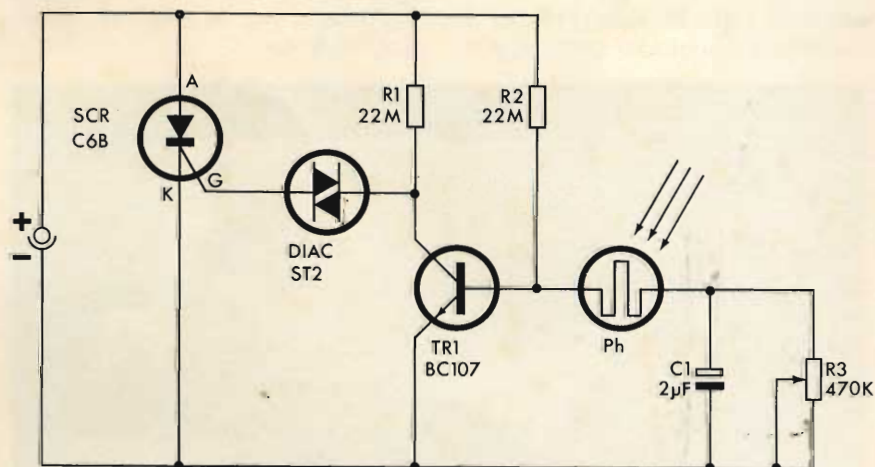 A
SCR
C6B
K
G
+
-
DIAC
ST2
R1
22M
R2
22M
TR1
BC107
Ph
C1
2µF
R3
470K